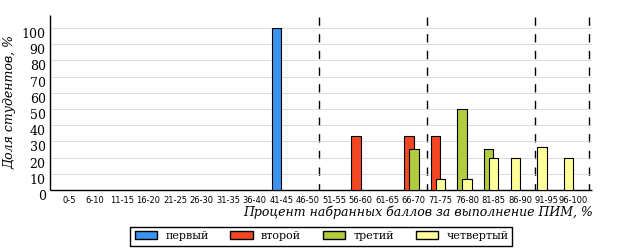 Доля студентов, %
100
90
80
70
60
50
40
30
20
10
0
0-5 6-10 11-15 16-20 21-25 26-30 31-35 36-40 41-45 46-50 51-55 56-60 61-65 66-70 71-75 76-80 81-85 86-90 91-95 96-100
Процент набранных баллов за выполнение ПИМ, %
первый второй третий четвертый